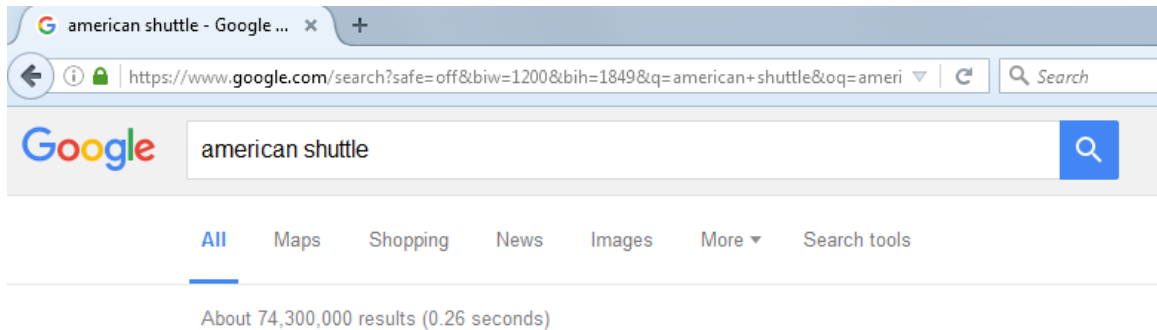 american shuttle - Google ...
https://www.google.com/search?safe=off&biw=1200&bih=1849&q=american+shuttle&oq=ameri
Search
Google
american shuttle
All Maps Shopping News Images More Search tools
About 74,300,000 results (0.26 seconds)